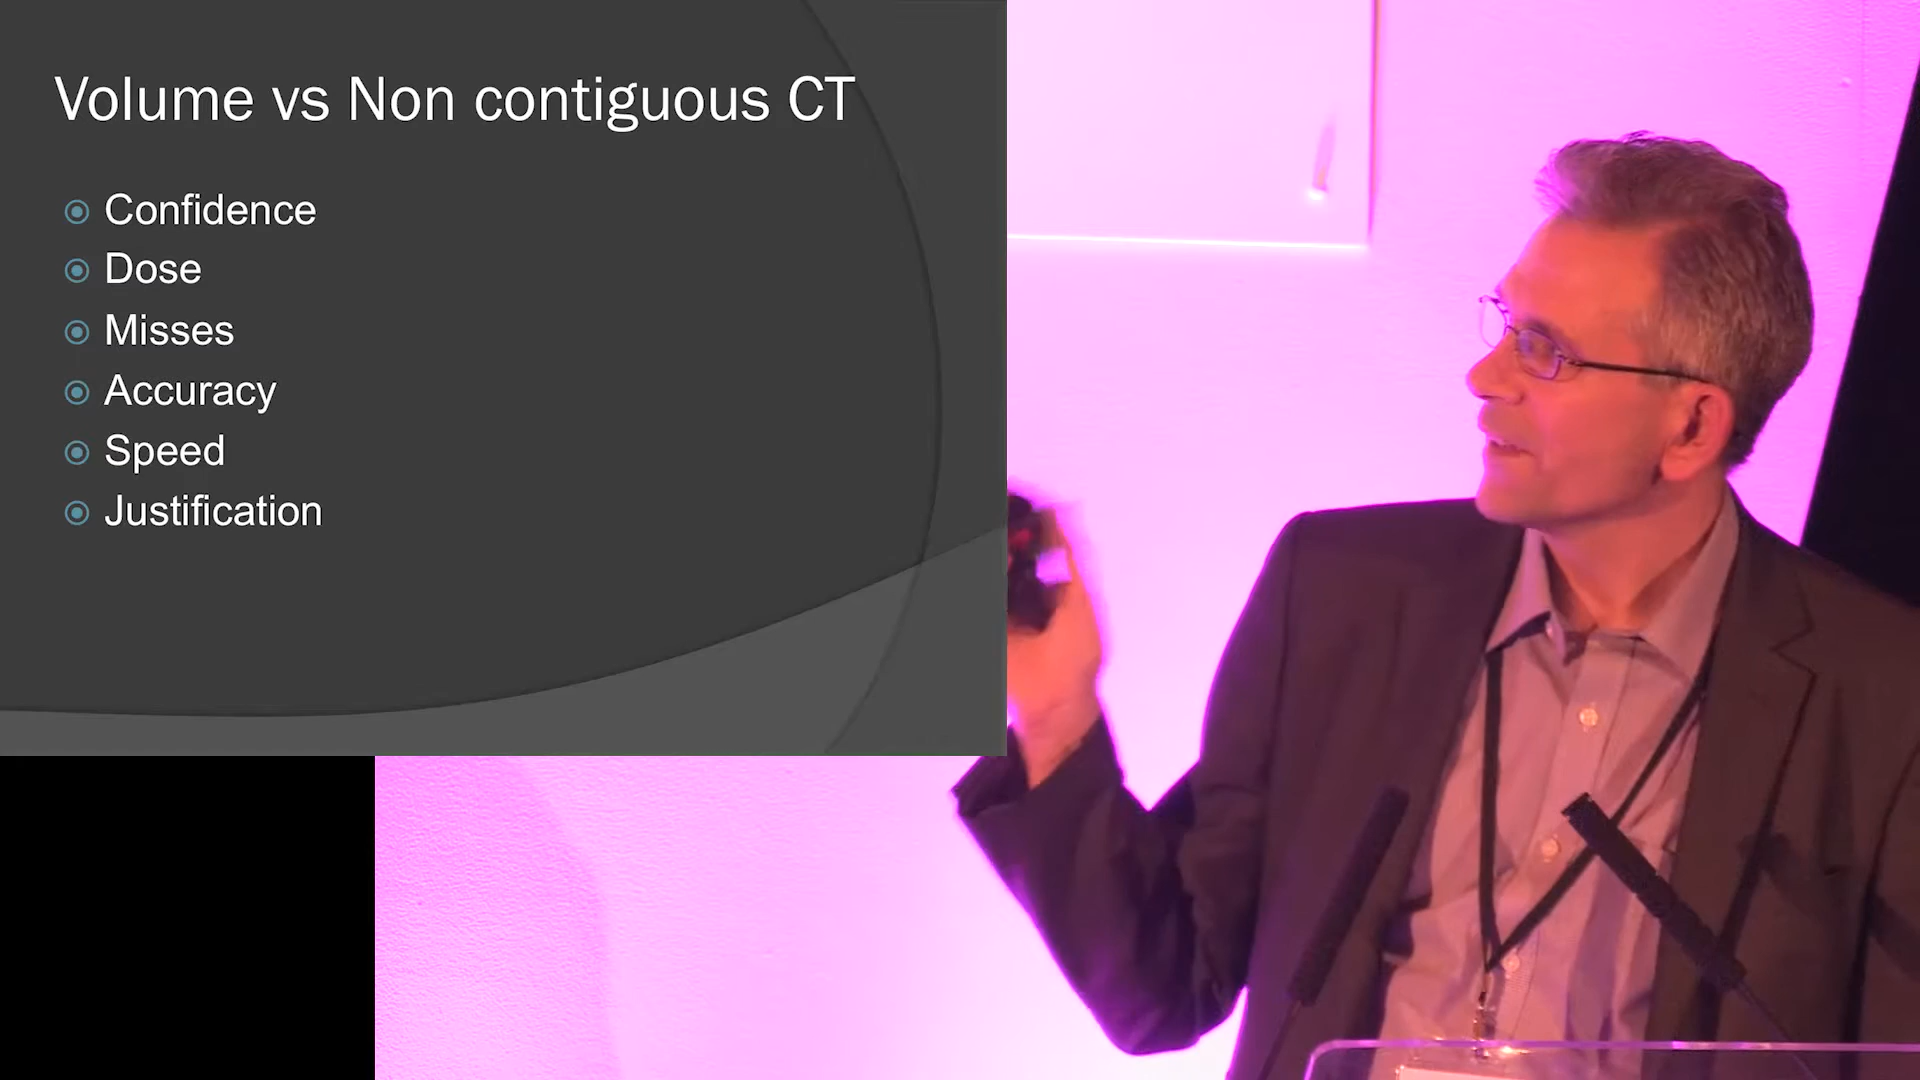 Volume vs Non contiguous CT
Confidence
Dose
Misses
Accuracy
Speed
Justification